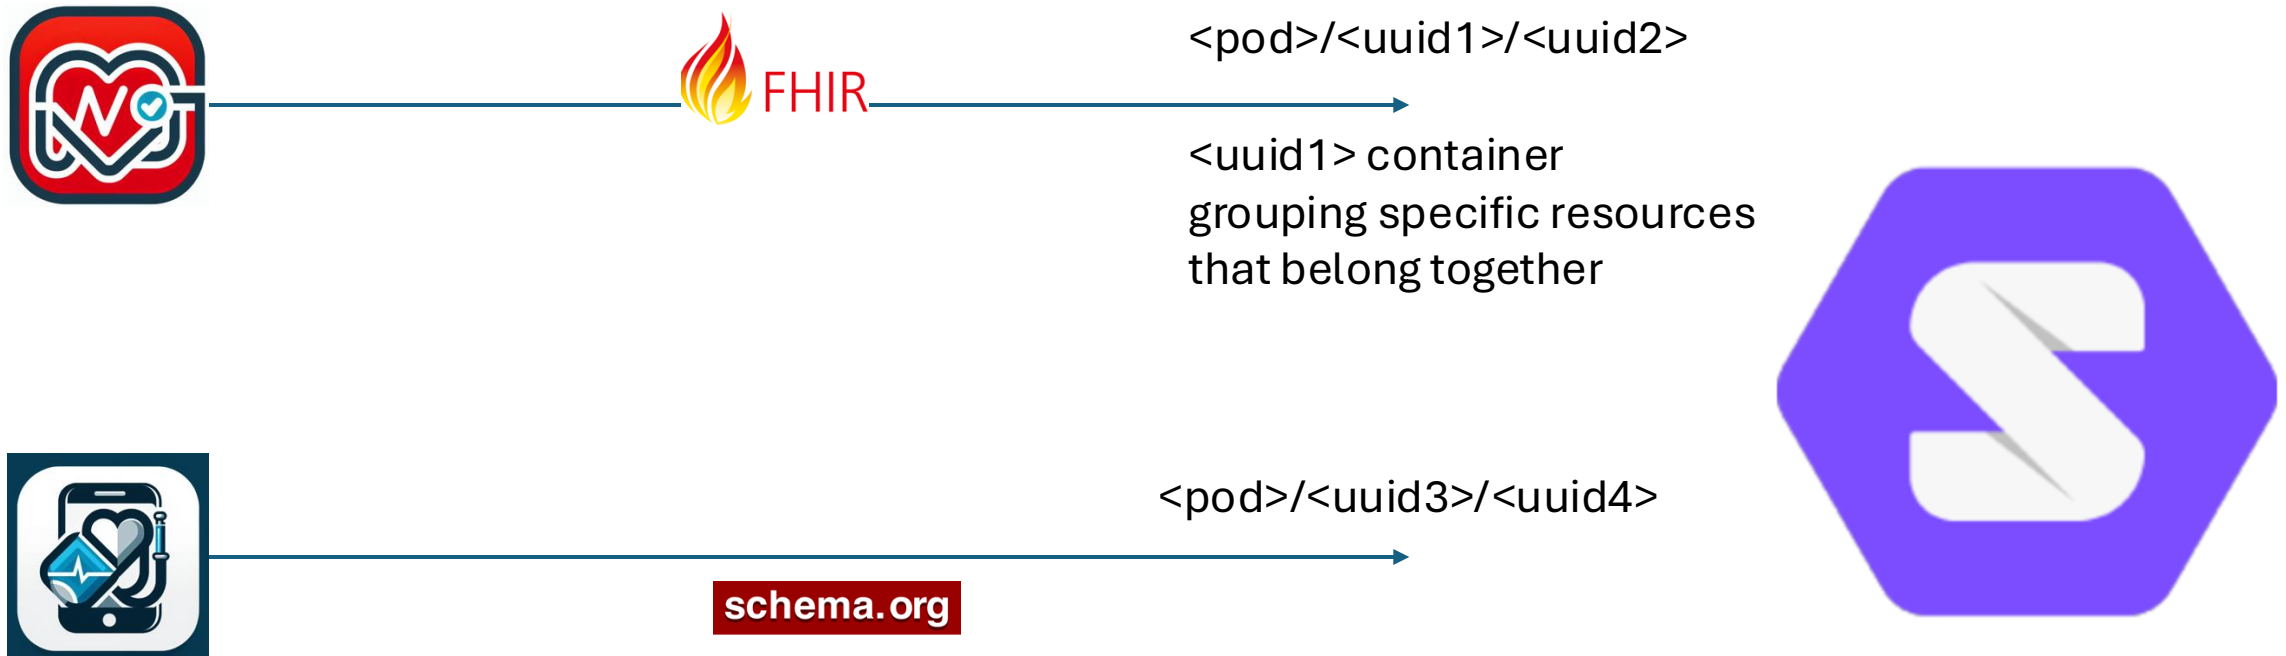 <pod>/<uuid1>/<uuid2>
FHIR
<uuid1> container
grouping specific resources
that belong together
<pod>/<uuid3>/<uuid4>
schema.org